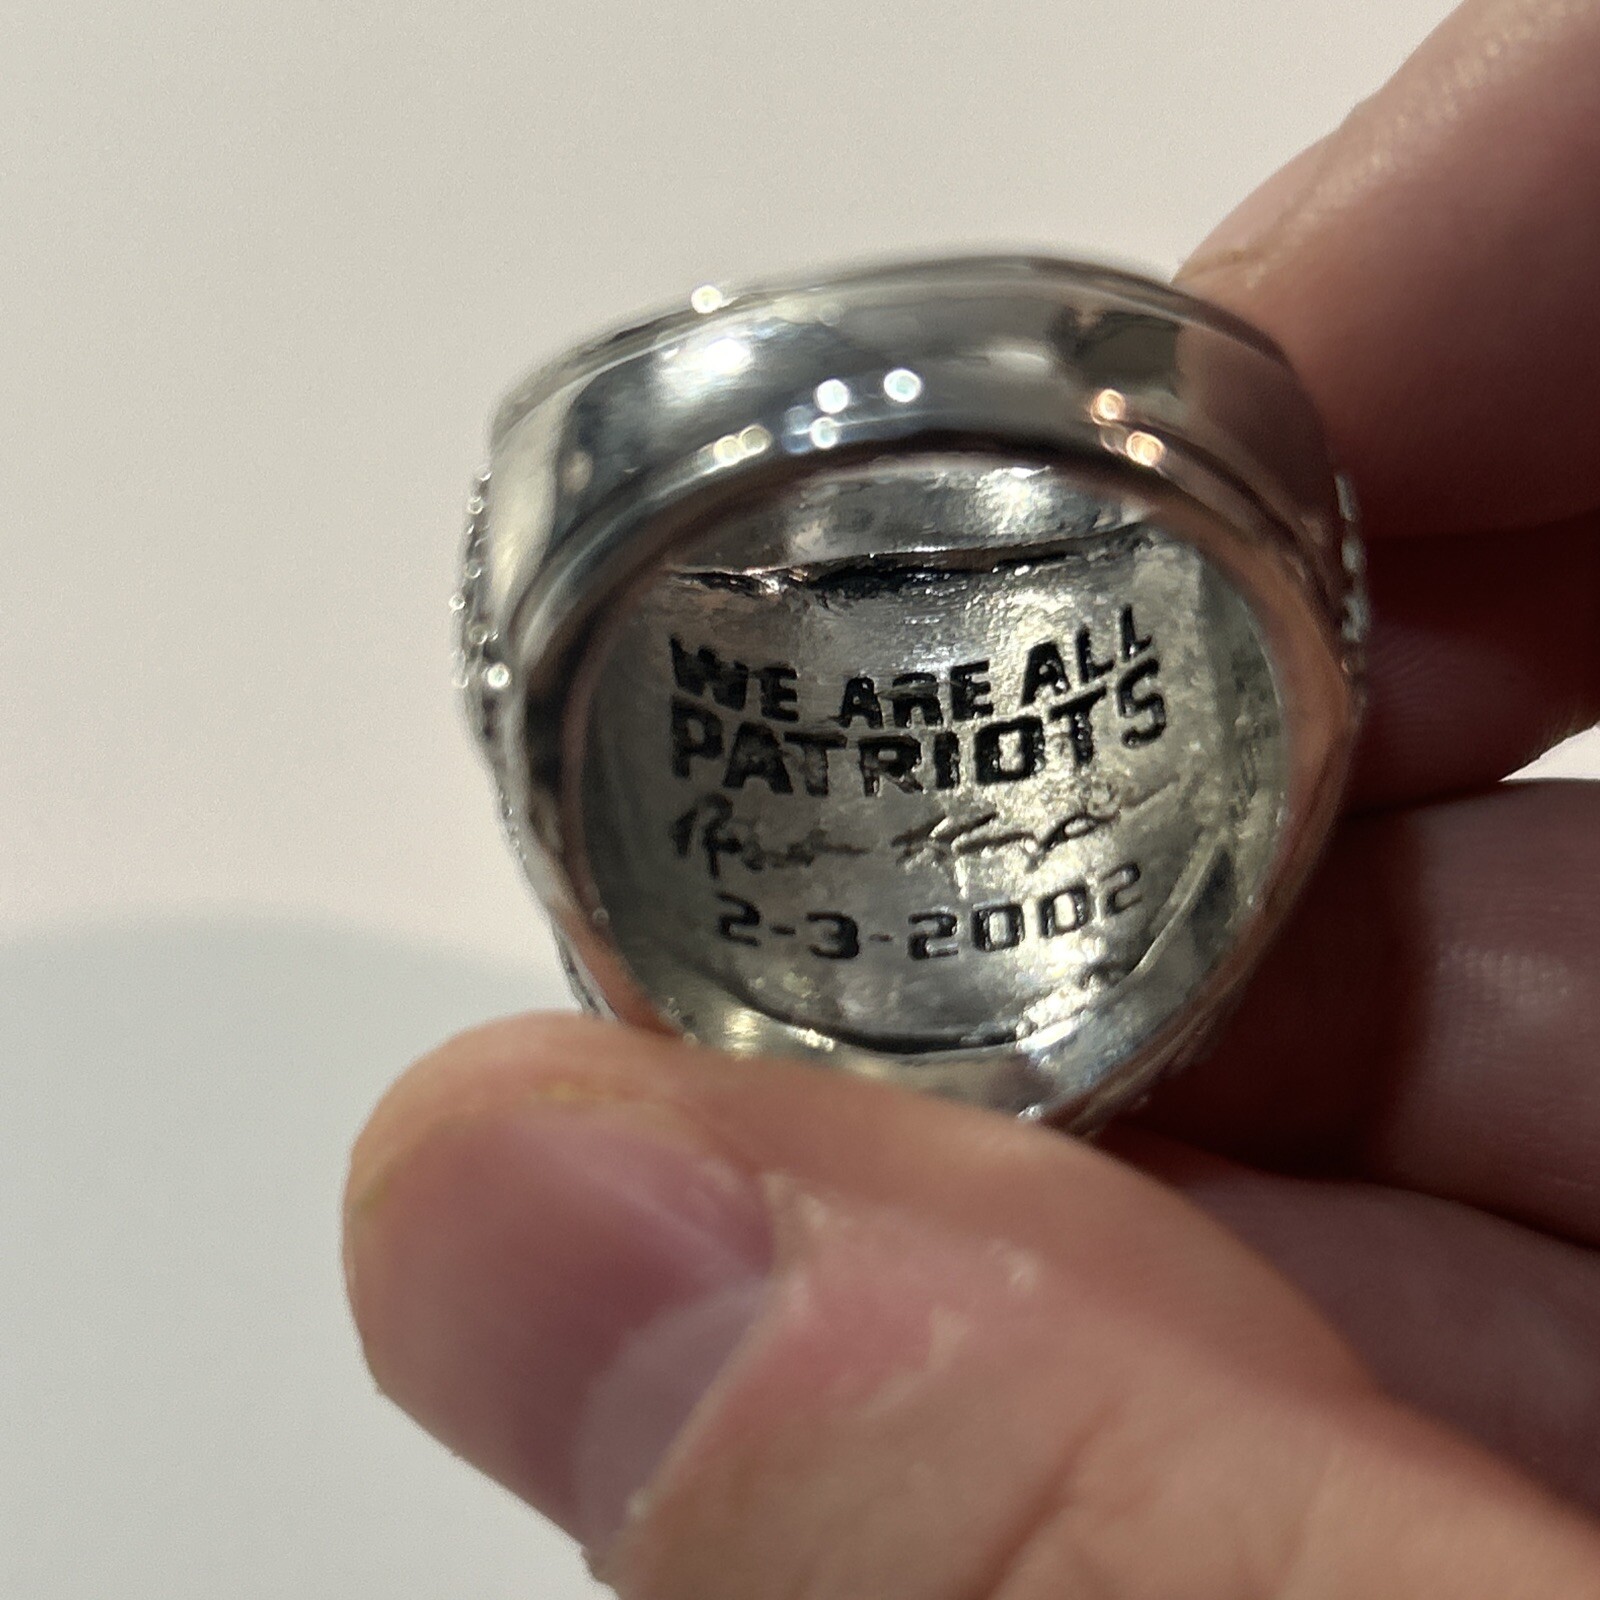 WE ARE ALL
PATRIOTS
2-3-2002